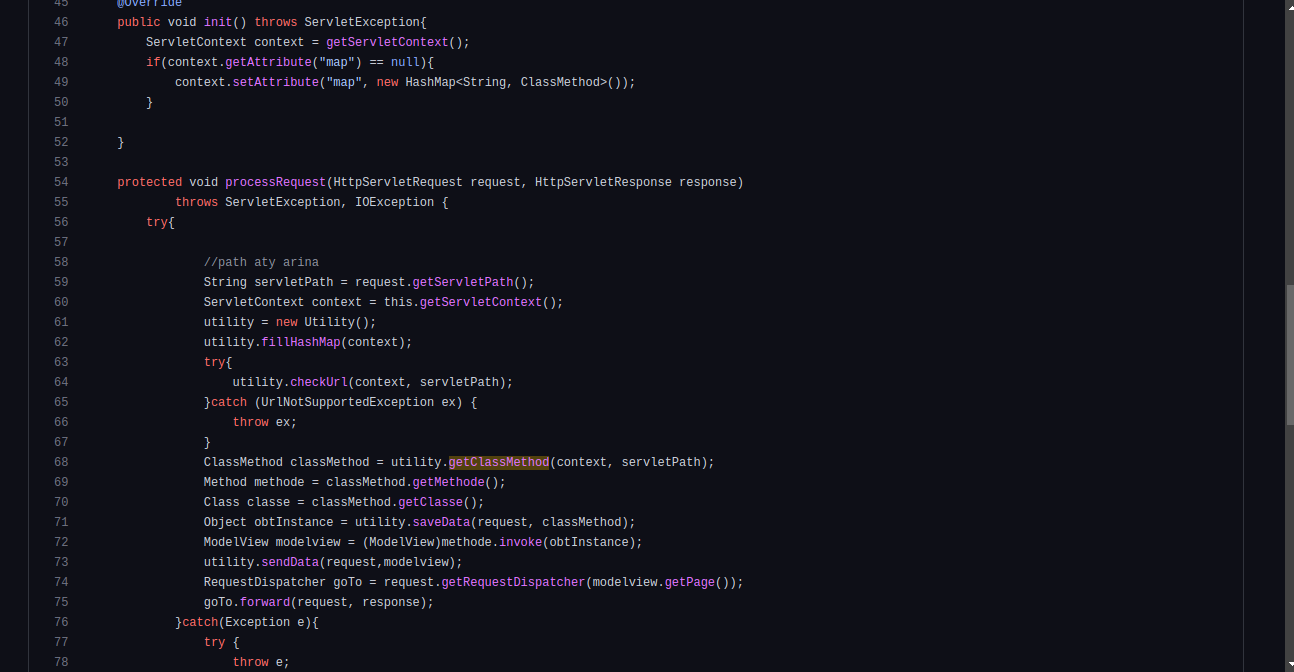 45 @Override
46 public void init() throws ServletException{
47 ServletContext context = getServletContext();
48 if(context.getAttribute("map") == null){
49 context.setAttribute("map", new HashMap<String, ClassMethod>());
50 }
51
52 }
53
54 protected void processRequest(HttpServletRequest request, HttpServletResponse response)
55 throws ServletException, IOException {
56 try{
57
58 //path aty arina
59 String servletPath = request.getServletPath();
60 ServletContext context = this.getServletContext();
61 utility = new Utility();
62 utility.fillHashMap(context);
63 try{
64 utility.checkUrl(context, servletPath);
65 }catch (UrlNotSupportedException ex) {
66 throw ex;
67 }
68 ClassMethod classMethod = utility.getClassMethod(context, servletPath);
69 Method methode = classMethod.getMethode();
70 Class classe = classMethod.getClasse();
71 Object obtInstance = utility.saveData(request, classMethod);
72 ModelView modelview = (ModelView)methode.invoke(obtInstance);
73 utility.sendData(request,modelview);
74 RequestDispatcher goTo = request.getRequestDispatcher(modelview.getPage());
75 goTo.forward(request, response);
76 }catch(Exception e){
77 try {
78 throw e;